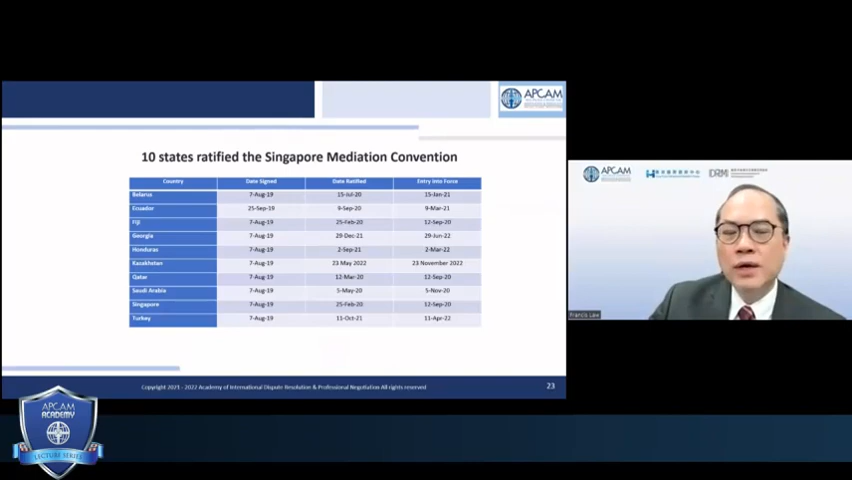 APCAM
10 states ratified the Singapore Mediation Convention
Country Date Signed Date Ratified Entry into Force
Belarus 7-Aug-19 15-Jul-20 15-Jan-21
Ecuador 25-Sep-19 9-Sep-20 9-Mar-21
Fiji 7-Aug-19 25-Feb-20 12-Sep-20
Georgia 7-Aug-19 29-Dec-21 29-Jun-22
Honduras 7-Aug-19 2-Sep-21 2-Mar-22
Kazakhstan 7-Aug-19 23 May 2022 23 November 2022
Qatar 7-Aug-19 12-Mar-20 12-Sep-20
Saudi Arabia 7-Aug-19 5-May-20 5-Nov-20
Singapore 7-Aug-19 25-Feb-20 12-Sep-20
Turkey 7-Aug-19 11-Oct-21 11-Apr-22
Copyright 2021 - 2022 Academy of International Dispute Resolution & Professional Negotiation All rights reserved
23
APCAM
Francis Law
APCAM
ACADEMY
LECTURE SERIES